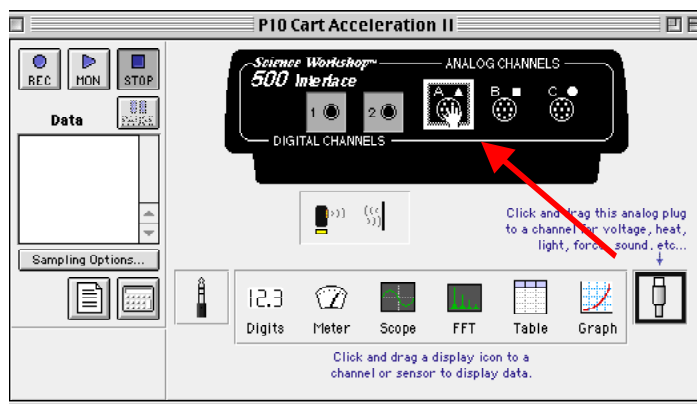 P10 Cart Acceleration II
REC MON STOP
Data
Sampling Options...
Science Workshop™
500 Interface
ANALOG CHANNELS
A B C
1 2
DIGITAL CHANNELS
Click and drag this analog plug
to a channel for voltage, heat,
light, force, sound, etc...
12.3
Digits Meter Scope FFT Table Graph
Click and drag a display icon to a
channel or sensor to display data.